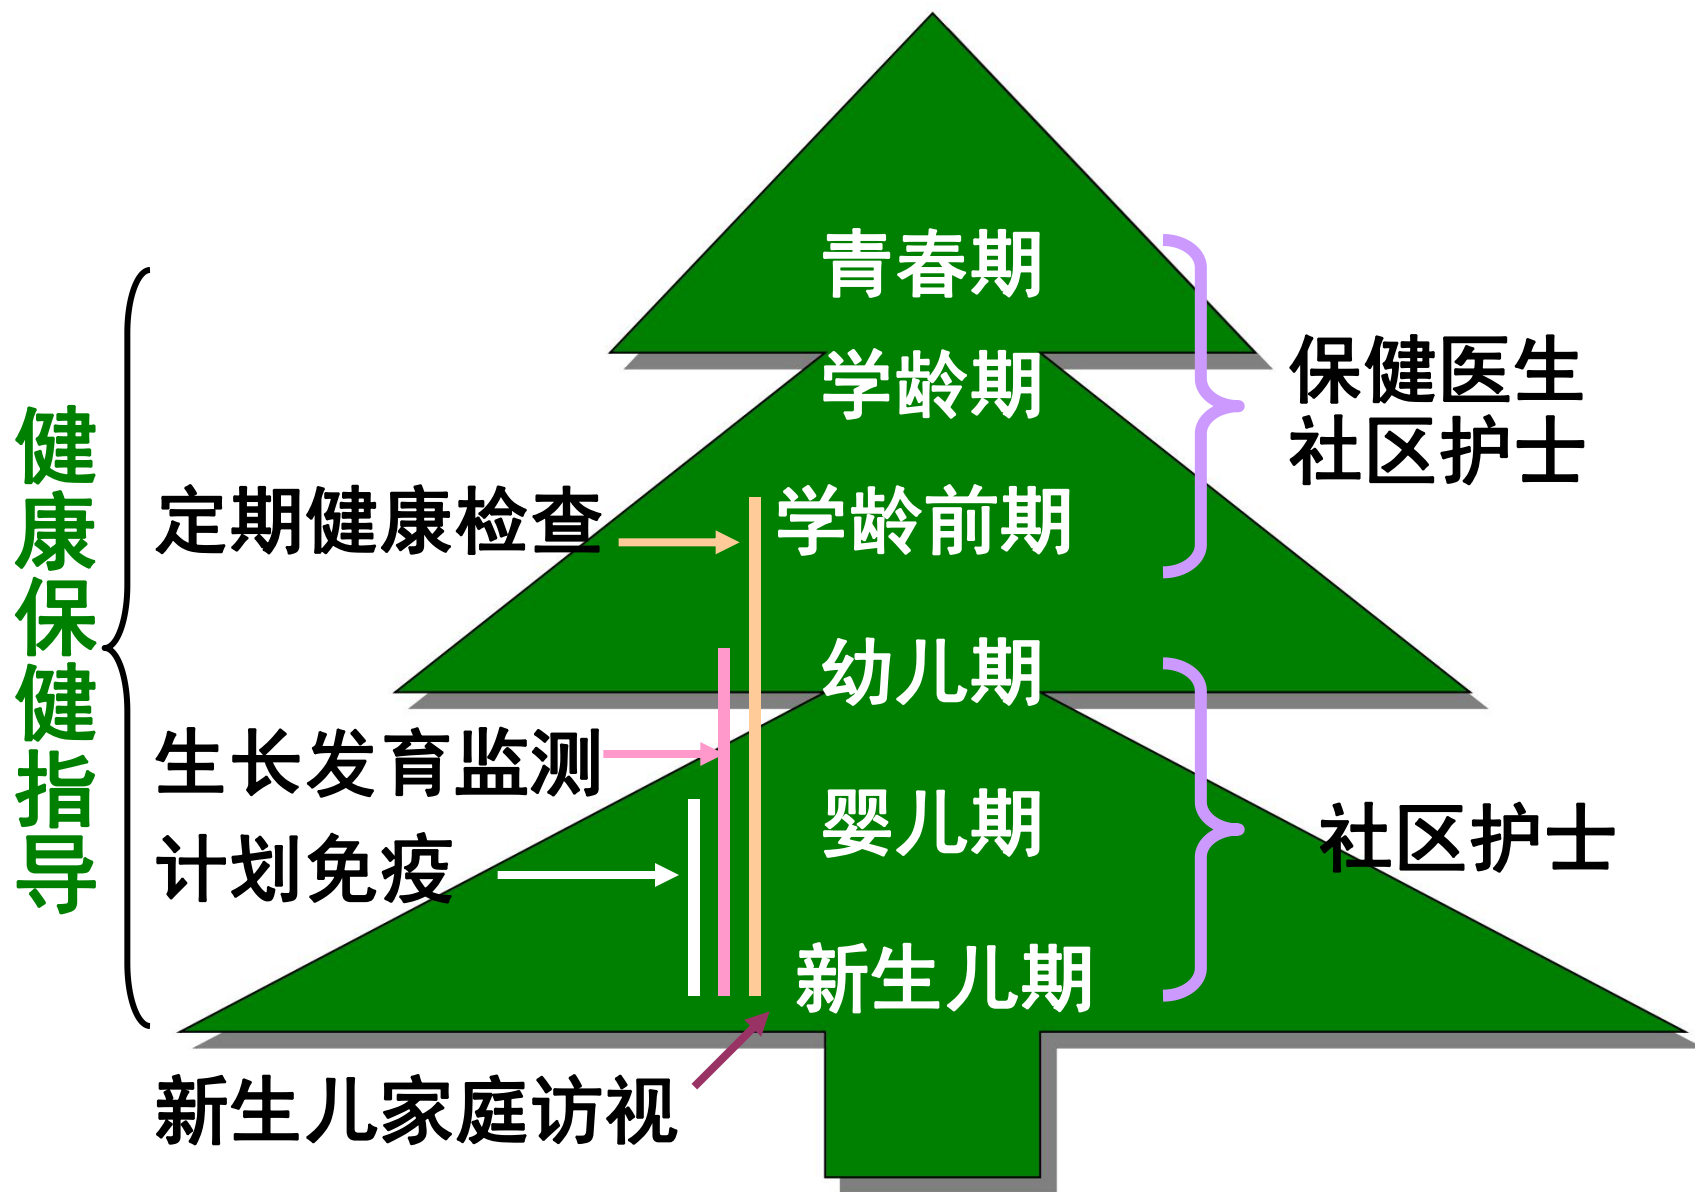 健康保健指导
定期健康检查
生长发育监测
计划免疫
新生儿家庭访视
青春期
学龄期
学龄前期
幼儿期
婴儿期
新生儿期
保健医生
社区护士
社区护士